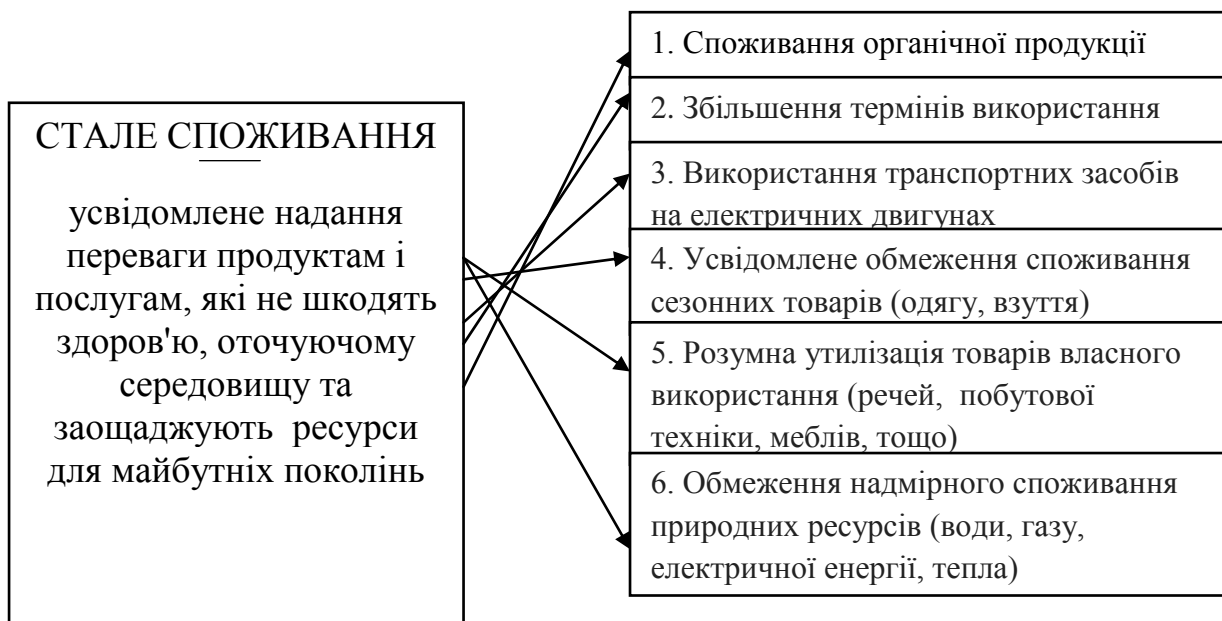 СТАЛЕ СПОЖИВАННЯ
усвідомлене надання
переваги продуктам і
послугам, які не шкодять
здоров'ю, оточуючому
середовищу та
заощаджують ресурси
для майбутніх поколінь
1. Споживання органічної продукції
2. Збільшення термінів використання
3. Використання транспортних засобів
на електричних двигунах
4. Усвідомлене обмеження споживання
сезонних товарів (одягу, взуття)
5. Розумна утилізація товарів власного
використання (речей, побутової
техніки, меблів, тощо)
6. Обмеження надмірного споживання
природних ресурсів (води, газу,
електричної енергії, тепла)